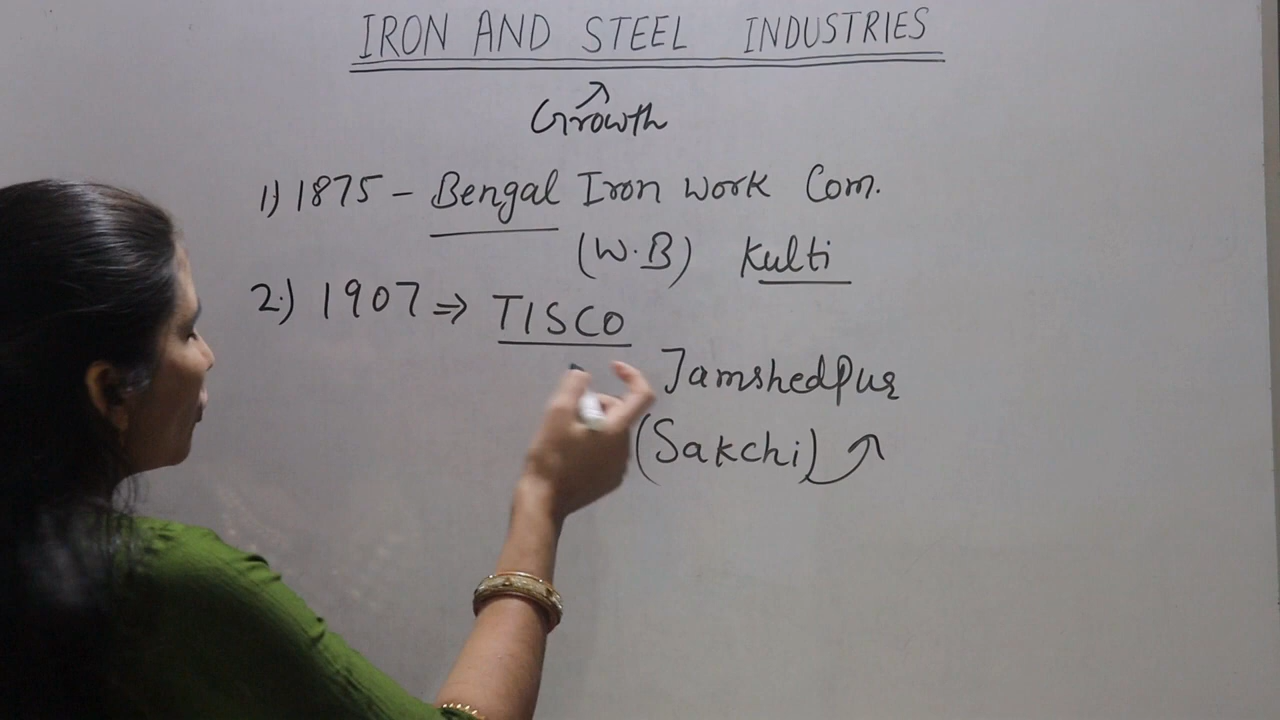 IRON AND STEEL INDUSTRIES
Growth
1) 1875 - Bengal Iron work Com.
(W.B) Kulti
2.) 1907 ⇒ TISCO
Jamshedpur
(Sakchi)